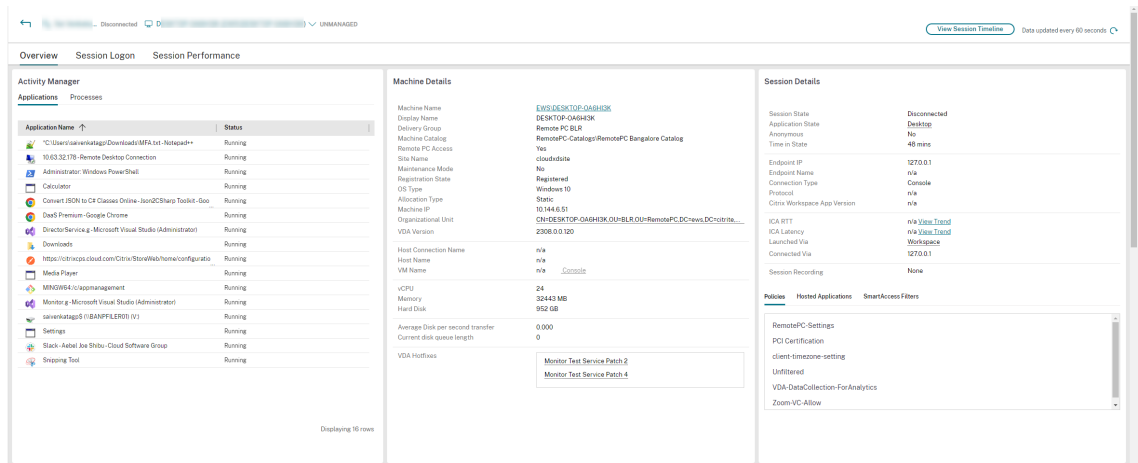 Disconnected
UNMANAGED
View Session Timeline
Data updated every 60 seconds
Overview
Session Logon
Session Performance
Activity Manager
Applications
Processes
Application Name
Status
"C:\Users\saivenkatagp\Downloads\MFA.txt - Notepad++ Running
10.63.32.178 - Remote Desktop Connection Running
Administrator: Windows PowerShell Running
Calculator Running
Convert JSON to C# Classes Online - Json2CSharp Toolkit - Goo... Running
DaaS Premium - Google Chrome Running
DirectorService.g - Microsoft Visual Studio (Administrator) Running
Downloads Running
https://citrixcps.cloud.com/Citrix/StoreWeb/home/configuratio... Running
Media Player Running
MINGW64:/c/appmanagement Running
Monitor.g - Microsoft Visual Studio (Administrator) Running
saivenkatagp$ (\\BANPFILER01) (V:) Running
Settings Running
Slack - Aebel Joe Shibu - Cloud Software Group Running
Snipping Tool Running
Displaying 16 rows
Machine Details
Machine Name EWS\DESKTOP-OA6HI3K
Display Name DESKTOP-OA6HI3K
Delivery Group Remote PC BLR
Machine Catalog RemotePC-Catalogs\RemotePC Bangalore Catalog
Remote PC Access Yes
Site Name cloudxdsite
Maintenance Mode No
Registration State Registered
OS Type Windows 10
Allocation Type Static
Machine IP 10.144.6.51
Organizational Unit CN=DESKTOP-OA6HI3K,OU=BLR,OU=RemotePC,DC=ews,DC=citrite,...
VDA Version 2308.0.0.120
Host Connection Name n/a
Host Name n/a
VM Name n/a Console
vCPU 24
Memory 32443 MB
Hard Disk 952 GB
Average Disk per second transfer 0.000
Current disk queue length 0
VDA Hotfixes
Monitor Test Service Patch 2
Monitor Test Service Patch 4
Session Details
Session State Disconnected
Application State Desktop
Anonymous No
Time in State 48 mins
Endpoint IP 127.0.0.1
Endpoint Name n/a
Connection Type Console
Protocol n/a
Citrix Workspace App Version n/a
ICA RTT n/a View Trend
ICA Latency n/a View Trend
Launched Via Workspace
Connected Via 127.0.0.1
Session Recording None
Policies
Hosted Applications
SmartAccess Filters
RemotePC-Settings
PCI Certification
client-timezone-setting
Unfiltered
VDA-DataCollection-ForAnalytics
Zoom-VC-Allow